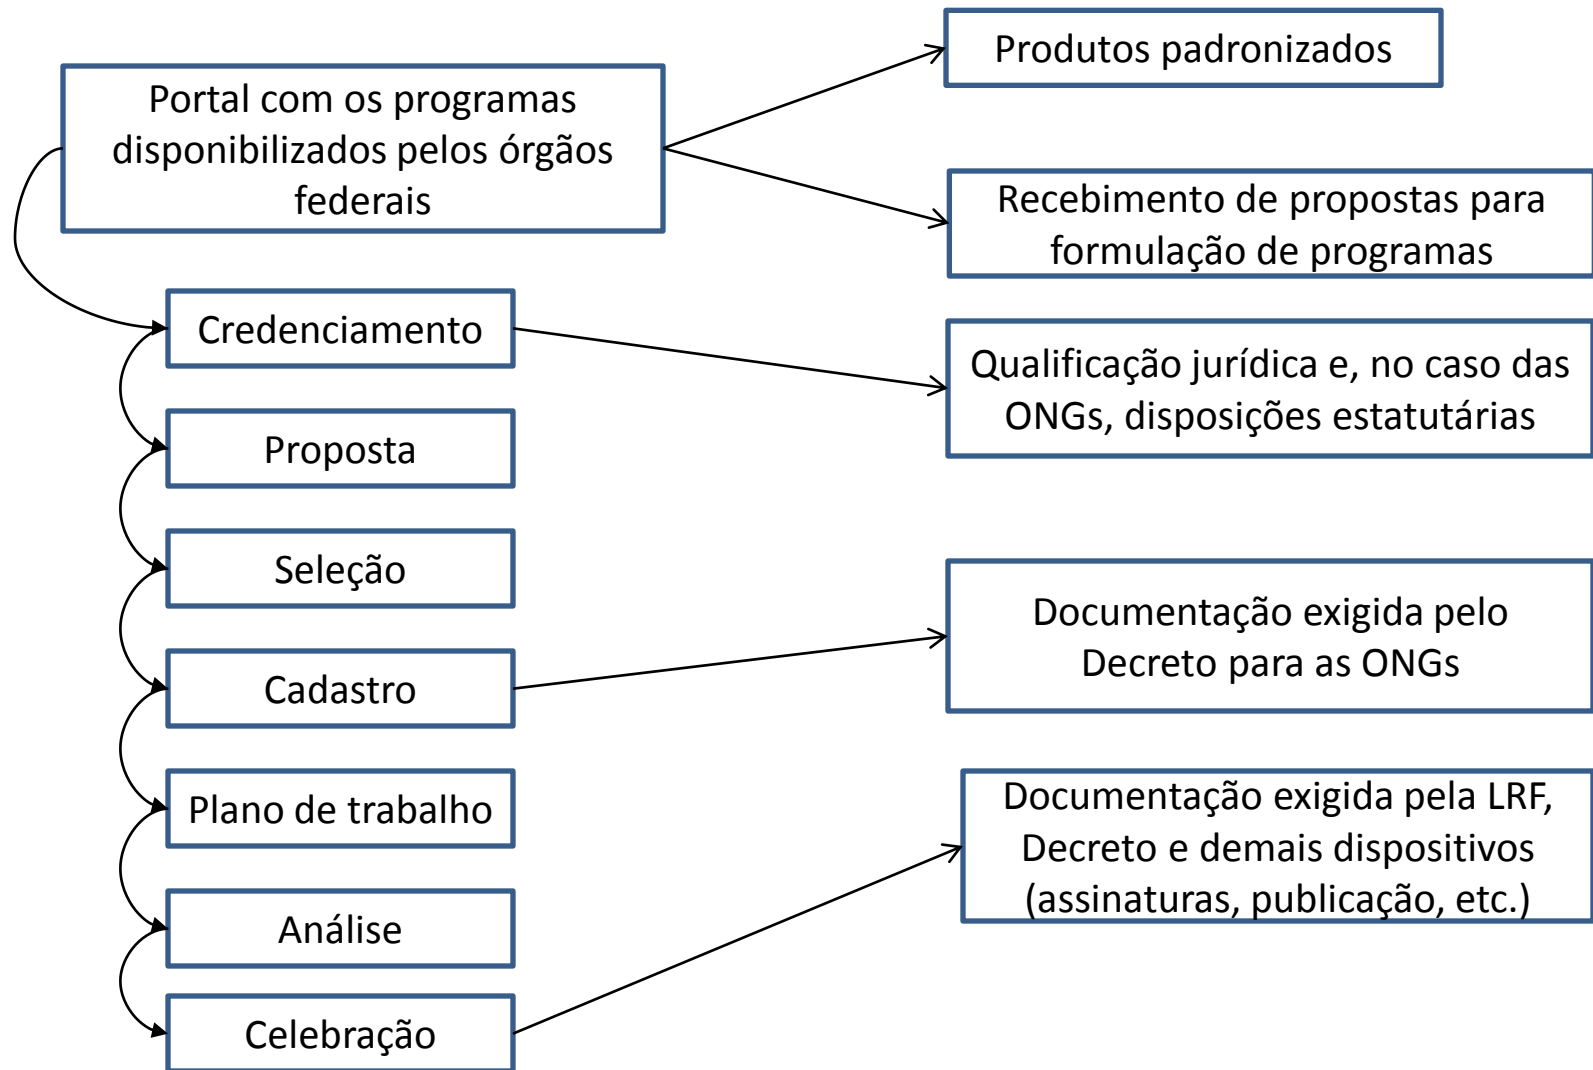 Produtos padronizados
Portal com os programas
disponibilizados pelos órgãos
federais
Recebimento de propostas para
formulação de programas
Credenciamento
Qualificação jurídica e, no caso das
ONGs, disposições estatutárias
Proposta
Seleção
Documentação exigida pelo
Decreto para as ONGs
Cadastro
Plano de trabalho
Documentação exigida pela LRF,
Decreto e demais dispositivos
(assinaturas, publicação, etc.)
Análise
Celebração